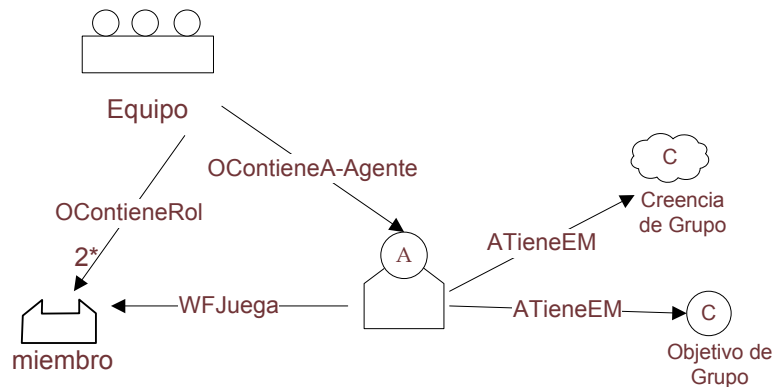 Equipo
OContieneA-Agente
C
Creencia
de Grupo
OContieneRol
ATieneEM
A
2*
WFJuega
ATieneEM
C
miembro
Objetivo de
Grupo